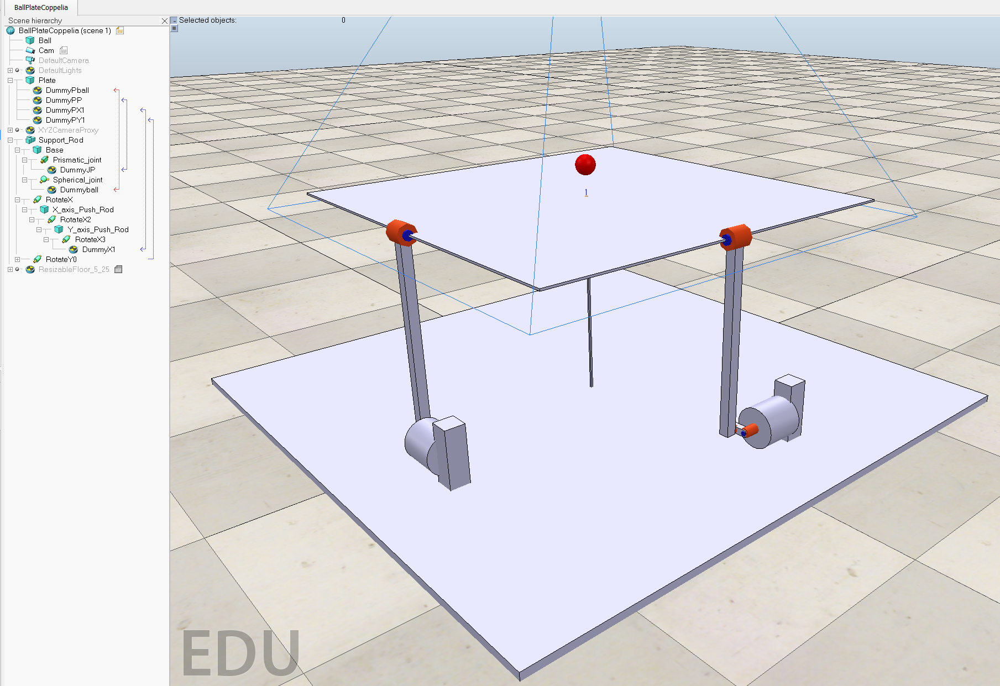 BallPlateCoppelia
Scene hierarchy
Selected objects: 0
BallPlateCoppelia (scene 1)
Ball
Cam
DefaultCamera
DefaultLights
Plate
DummyPball
DummyPP
DummyPX1
DummyPY1
XYZCameraProxy
Support_Rod
Base
Prismatic_joint
DummyJP
Spherical_joint
Dummyball
RotateX
X_axis_Push_Rod
RotateX2
Y_axis_Push_Rod
RotateX3
DummyX1
RotateY0
ResizableFloor_5_25
1
EDU